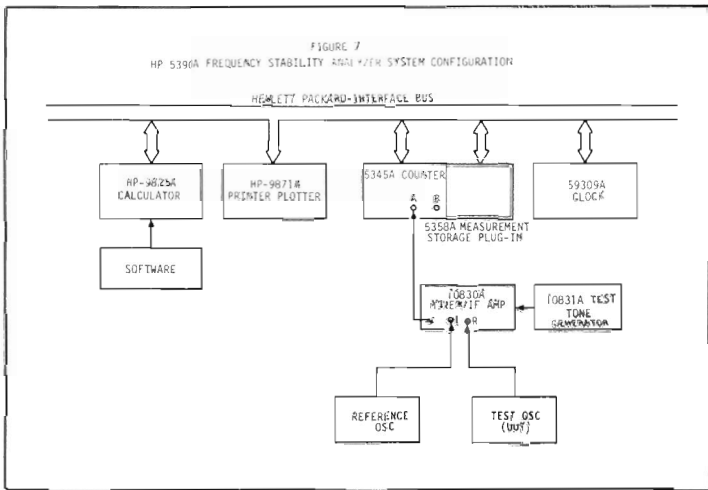 FIGURE 7
HP 5390A FREQUENCY STABILITY ANALYZER SYSTEM CONFIGURATION
HEWLETT PACKARD-INTERFACE BUS
HP-9825A
CALCULATOR
HP-9871A
PRINTER PLOTTER
5345A COUNTER
A B
59309A
CLOCK
5358A MEASUREMENT
STORAGE PLUG-IN
SOFTWARE
10830A
MIXER/IF AMP
R
10831A TEST
TONE
GENERATOR
REFERENCE
OSC
TEST OSC
(UUT)